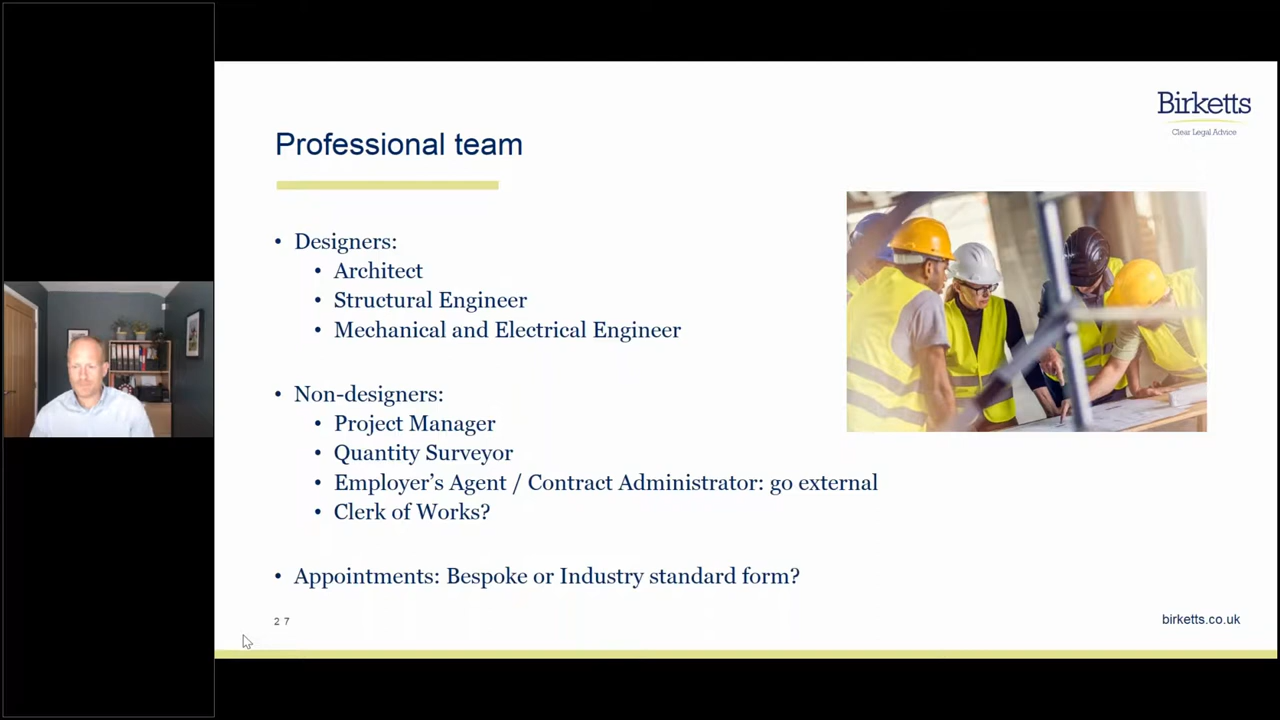 Birketts
Clear Legal Advice
Professional team
• Designers:
• Architect
• Structural Engineer
• Mechanical and Electrical Engineer
• Non-designers:
• Project Manager
• Quantity Surveyor
• Employer’s Agent / Contract Administrator: go external
• Clerk of Works?
• Appointments: Bespoke or Industry standard form?
27
birketts.co.uk